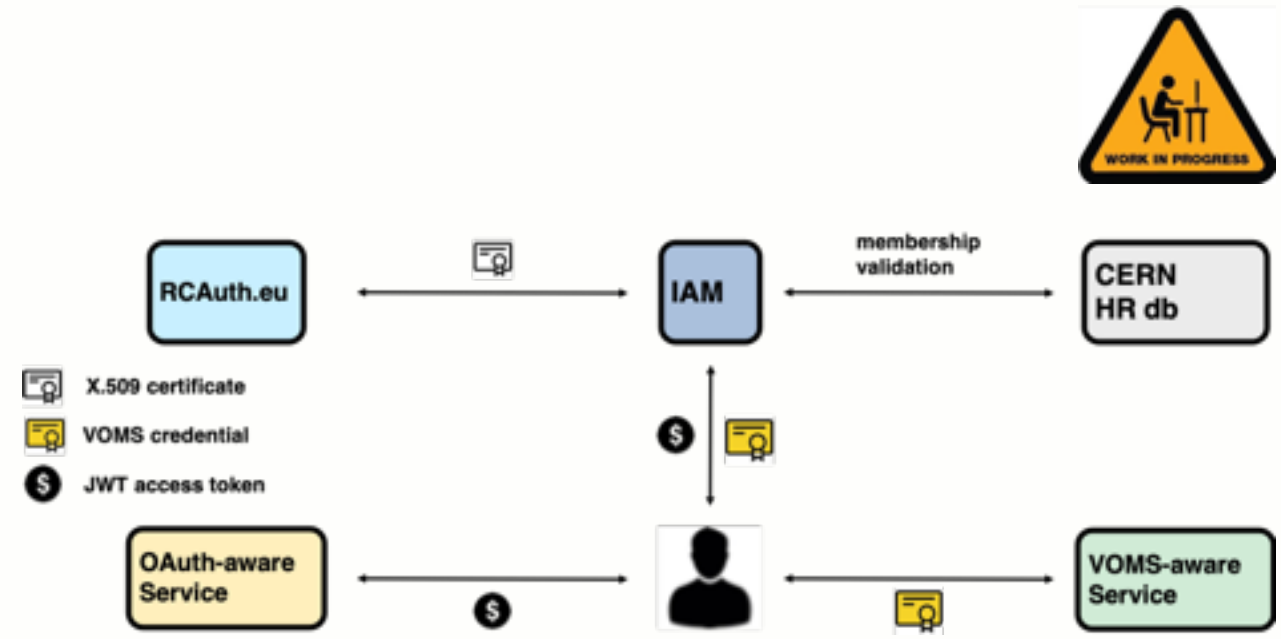 WORK IN PROGRESS
membership
validation
RCAuth.eu
IAM
CERN
HR db
X.509 certificate
VOMS credential
$
JWT access token
$
OAuth-aware
Service
VOMS-aware
Service
$